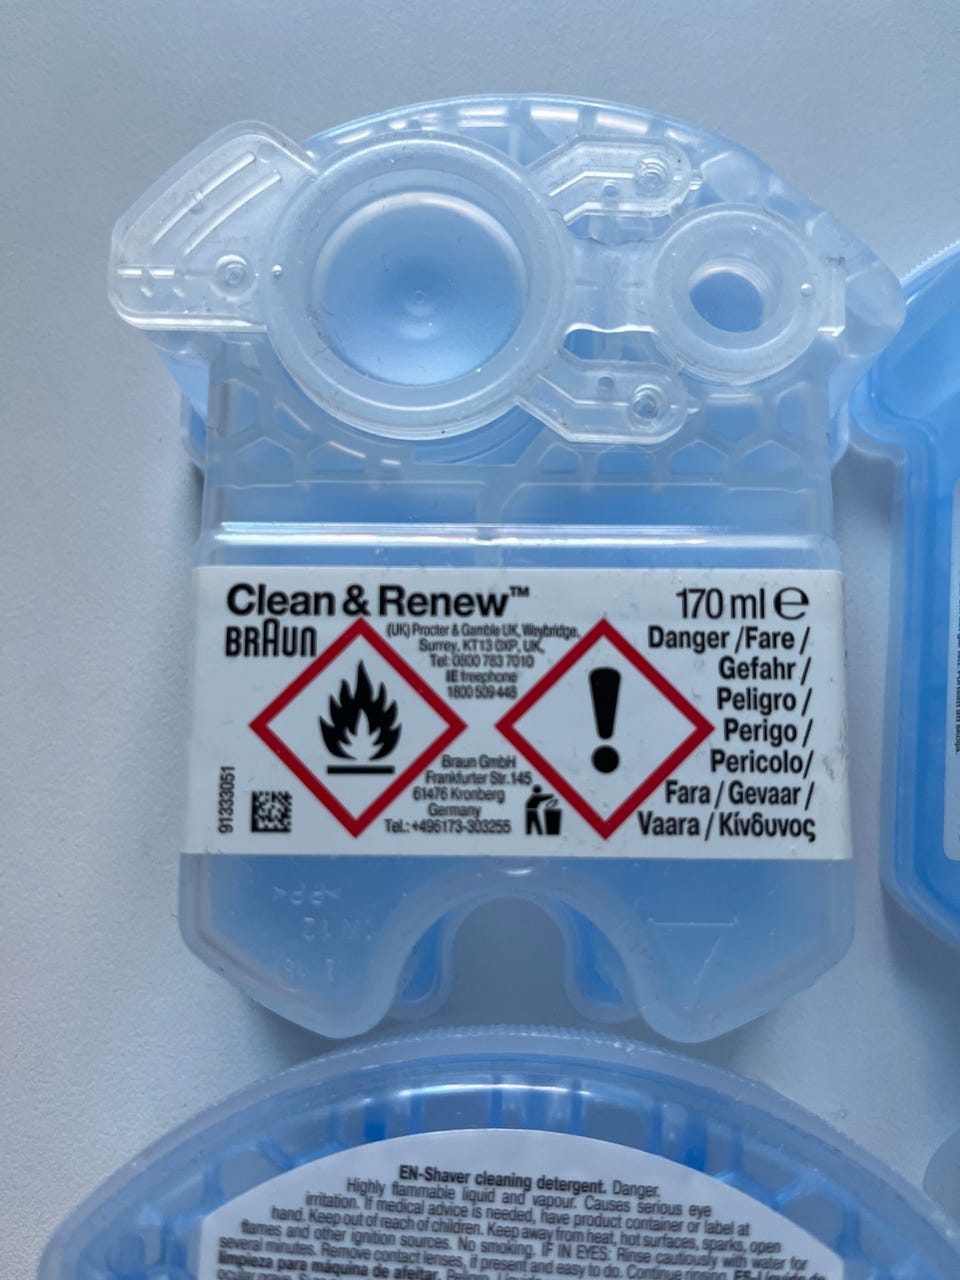 Clean & Renew™
BRAUN
170 ml ℮
(UK) Procter & Gamble UK, Weybridge,
Surrey, KT13 0XP, UK,
Tel: 0800 783 7010
IE freephone
1800 509 448
Danger /Fare /
Gefahr /
Peligro /
Perigo /
Pericolo/
Fara / Gevaar /
Vaara / Κίνδυνος
Braun GmbH
Frankfurter Str. 145
61476 Kronberg
Germany
Tel.: +496173-303255
91333051
>PP<
EN-Shaver cleaning detergent. Danger.
Highly flammable liquid and vapour. Causes serious eye
irritation. If medical advice is needed, have product container or label at
hand. Keep out of reach of children. Keep away from heat, hot surfaces, sparks, open
flames and other ignition sources. No smoking. IF IN EYES: Rinse cautiously with water for
several minutes. Remove contact lenses, if present and easy to do. Continue rinsing.
limpieza para máquina de afeitar. Peligro.